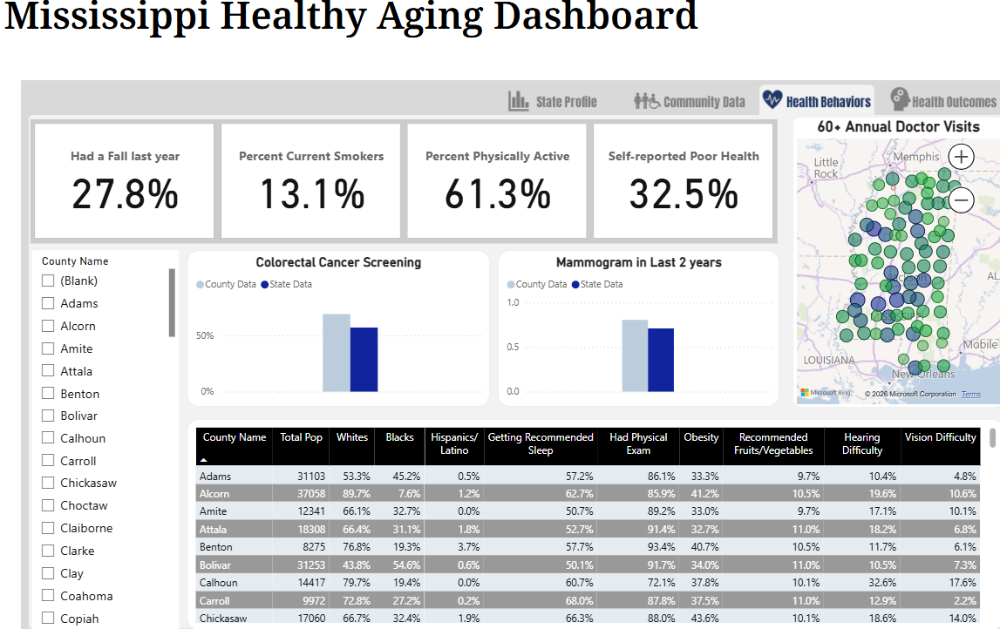 Mississippi Healthy Aging Dashboard
State Profile
Community Data
Health Behaviors
Health Outcomes
Had a Fall last year
27.8%
Percent Current Smokers
13.1%
Percent Physically Active
61.3%
Self-reported Poor Health
32.5%
60+ Annual Doctor Visits
Little
Rock
Memphis
Jackson
MISSISSIPPI
AL
LOUISIANA
Mobile
New Orleans
Microsoft Bing
© 2026 Microsoft Corporation Terms
County Name
(Blank)
Adams
Alcorn
Amite
Attala
Benton
Bolivar
Calhoun
Carroll
Chickasaw
Choctaw
Claiborne
Clarke
Clay
Coahoma
Copiah
Colorectal Cancer Screening
County Data State Data
50%
0%
Mammogram in Last 2 years
County Data State Data
1.0
0.5
0.0
County Name Total Pop Whites Blacks Hispanics/ Getting Recommended Had Physical Obesity Recommended Hearing Vision Difficulty
Latino Sleep Exam Fruits/Vegetables Difficulty
Adams 31103 53.3% 45.2% 0.5% 57.2% 86.1% 33.3% 9.7% 10.4% 4.8%
Alcorn 37058 89.7% 7.6% 1.2% 62.7% 85.9% 41.2% 10.5% 19.6% 10.6%
Amite 12341 66.1% 32.7% 0.0% 50.7% 89.2% 33.0% 9.7% 17.1% 10.1%
Attala 18308 66.4% 31.1% 1.8% 52.7% 91.4% 32.7% 11.0% 18.2% 6.8%
Benton 8275 76.8% 19.3% 3.7% 57.7% 93.4% 40.7% 10.5% 11.7% 6.1%
Bolivar 31253 43.8% 54.6% 0.6% 50.1% 91.7% 34.0% 11.0% 10.5% 7.3%
Calhoun 14417 79.7% 19.4% 0.0% 60.7% 72.1% 37.8% 10.1% 32.6% 17.6%
Carroll 9972 72.8% 27.2% 0.2% 68.0% 87.8% 37.5% 11.0% 12.9% 2.2%
Chickasaw 17060 66.7% 32.4% 1.9% 66.3% 88.0% 43.6% 10.1% 18.6% 14.0%